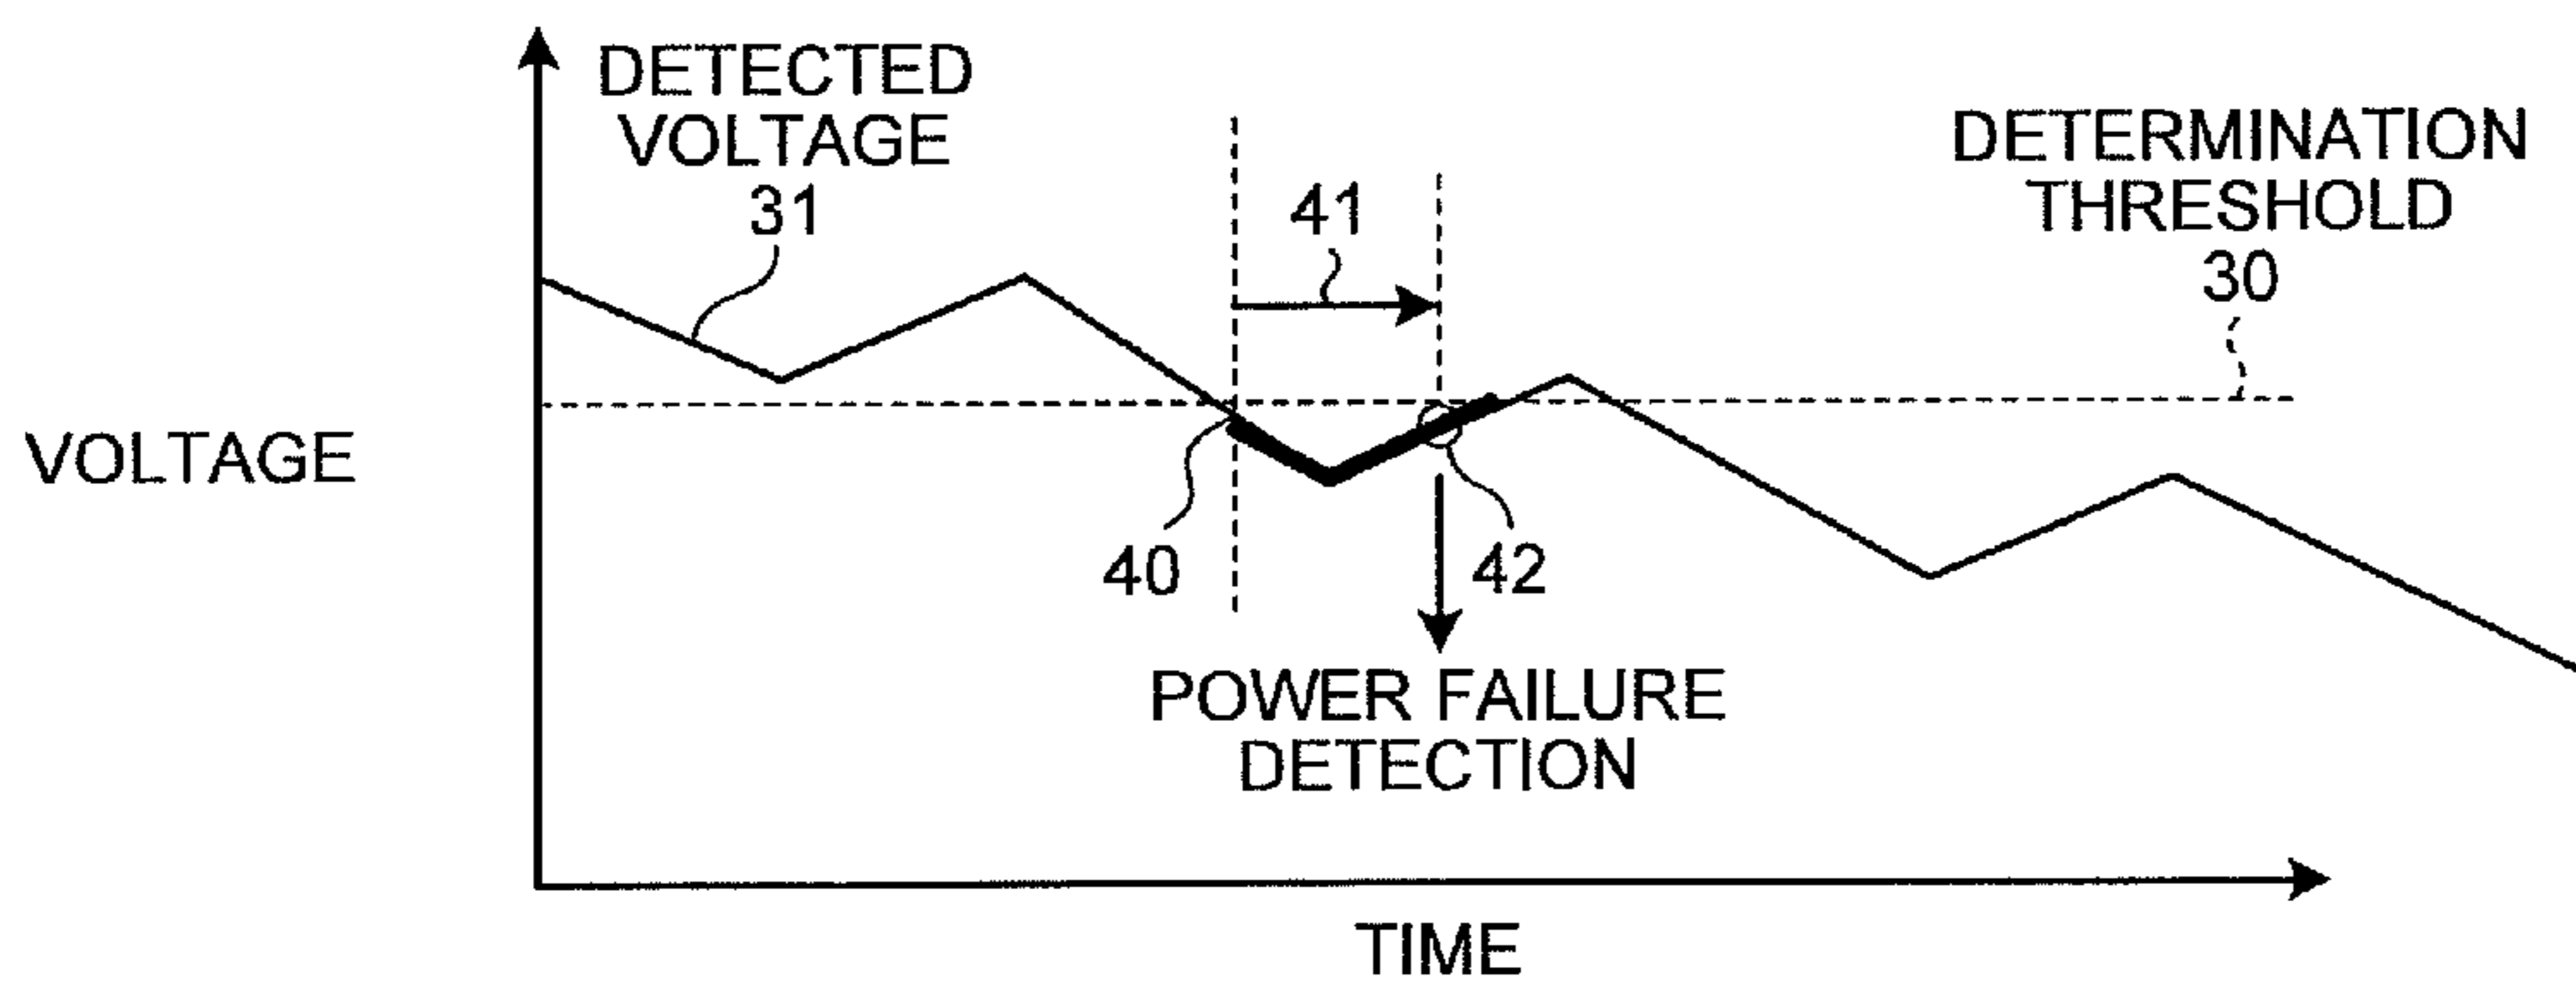 DETECTED
VOLTAGE
31
41
DETERMINATION
THRESHOLD
30
VOLTAGE
40
42
POWER FAILURE
DETECTION
TIME